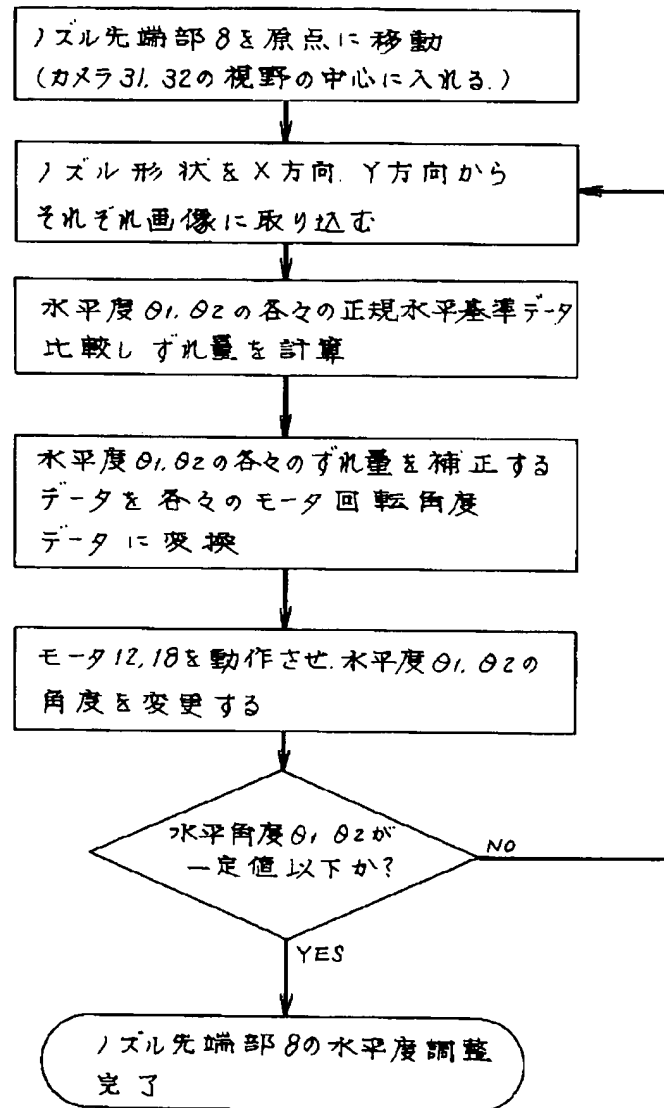 ノズル先端部8を原点に移動
(カメラ31.32の視野の中心に入れる.)
ノズル形状をX方向.Y方向から
それぞれ画像に取り込む
水平度θ1.θ2の各々の正規水平基準データ
比較しずれ量を計算
水平度θ1.θ2の各々のずれ量を補正する
データを各々のモータ回転角度
データに変換
モータ12,18を動作させ.水平度θ1.θ2の
角度を変更する
水平角度θ1 θ2が
一定値以下か?
NO
YES
ノズル先端部8の水平度調整
完了